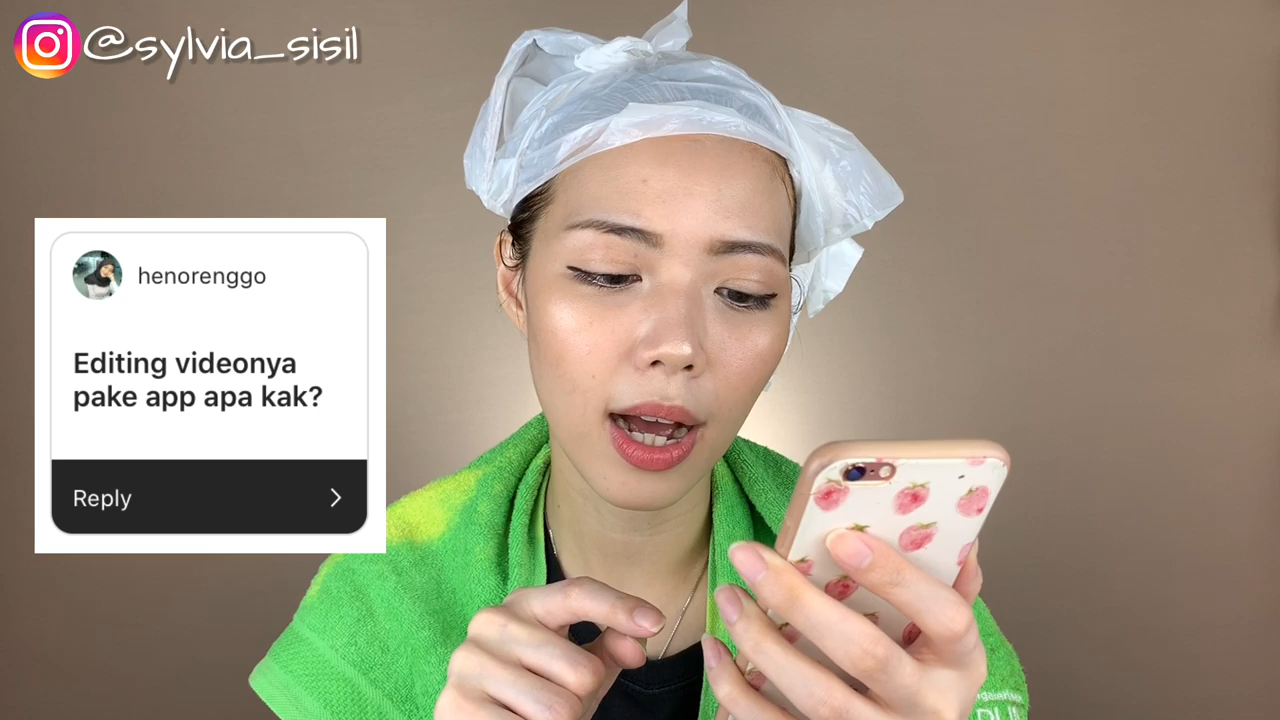 @sylvia_sisil
henorenggo
Editing videonya
pake app apa kak?
Reply